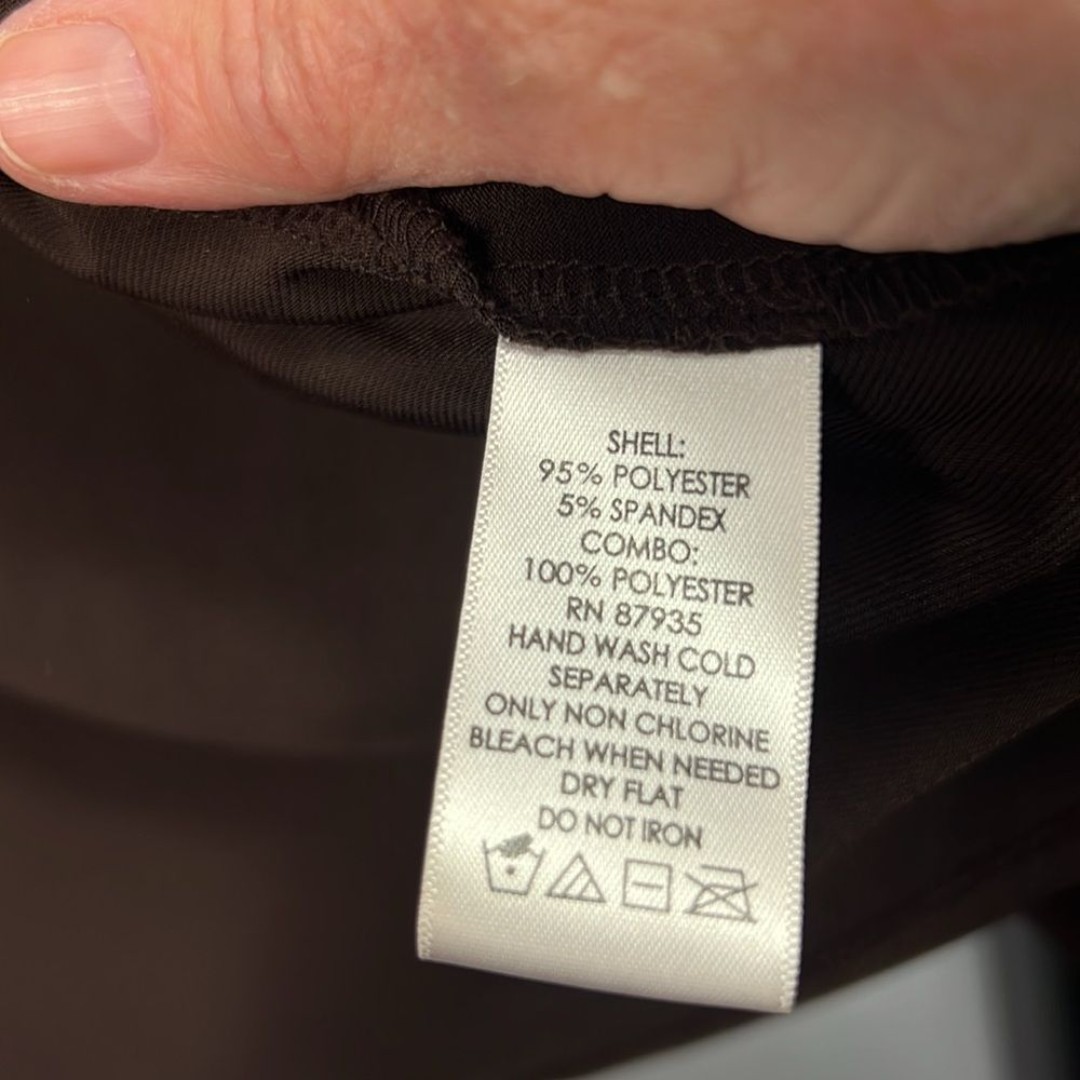 SHELL:
95% POLYESTER
5% SPANDEX
COMBO:
100% POLYESTER
RN 87935
HAND WASH COLD
SEPARATELY
ONLY NON CHLORINE
BLEACH WHEN NEEDED
DRY FLAT
DO NOT IRON